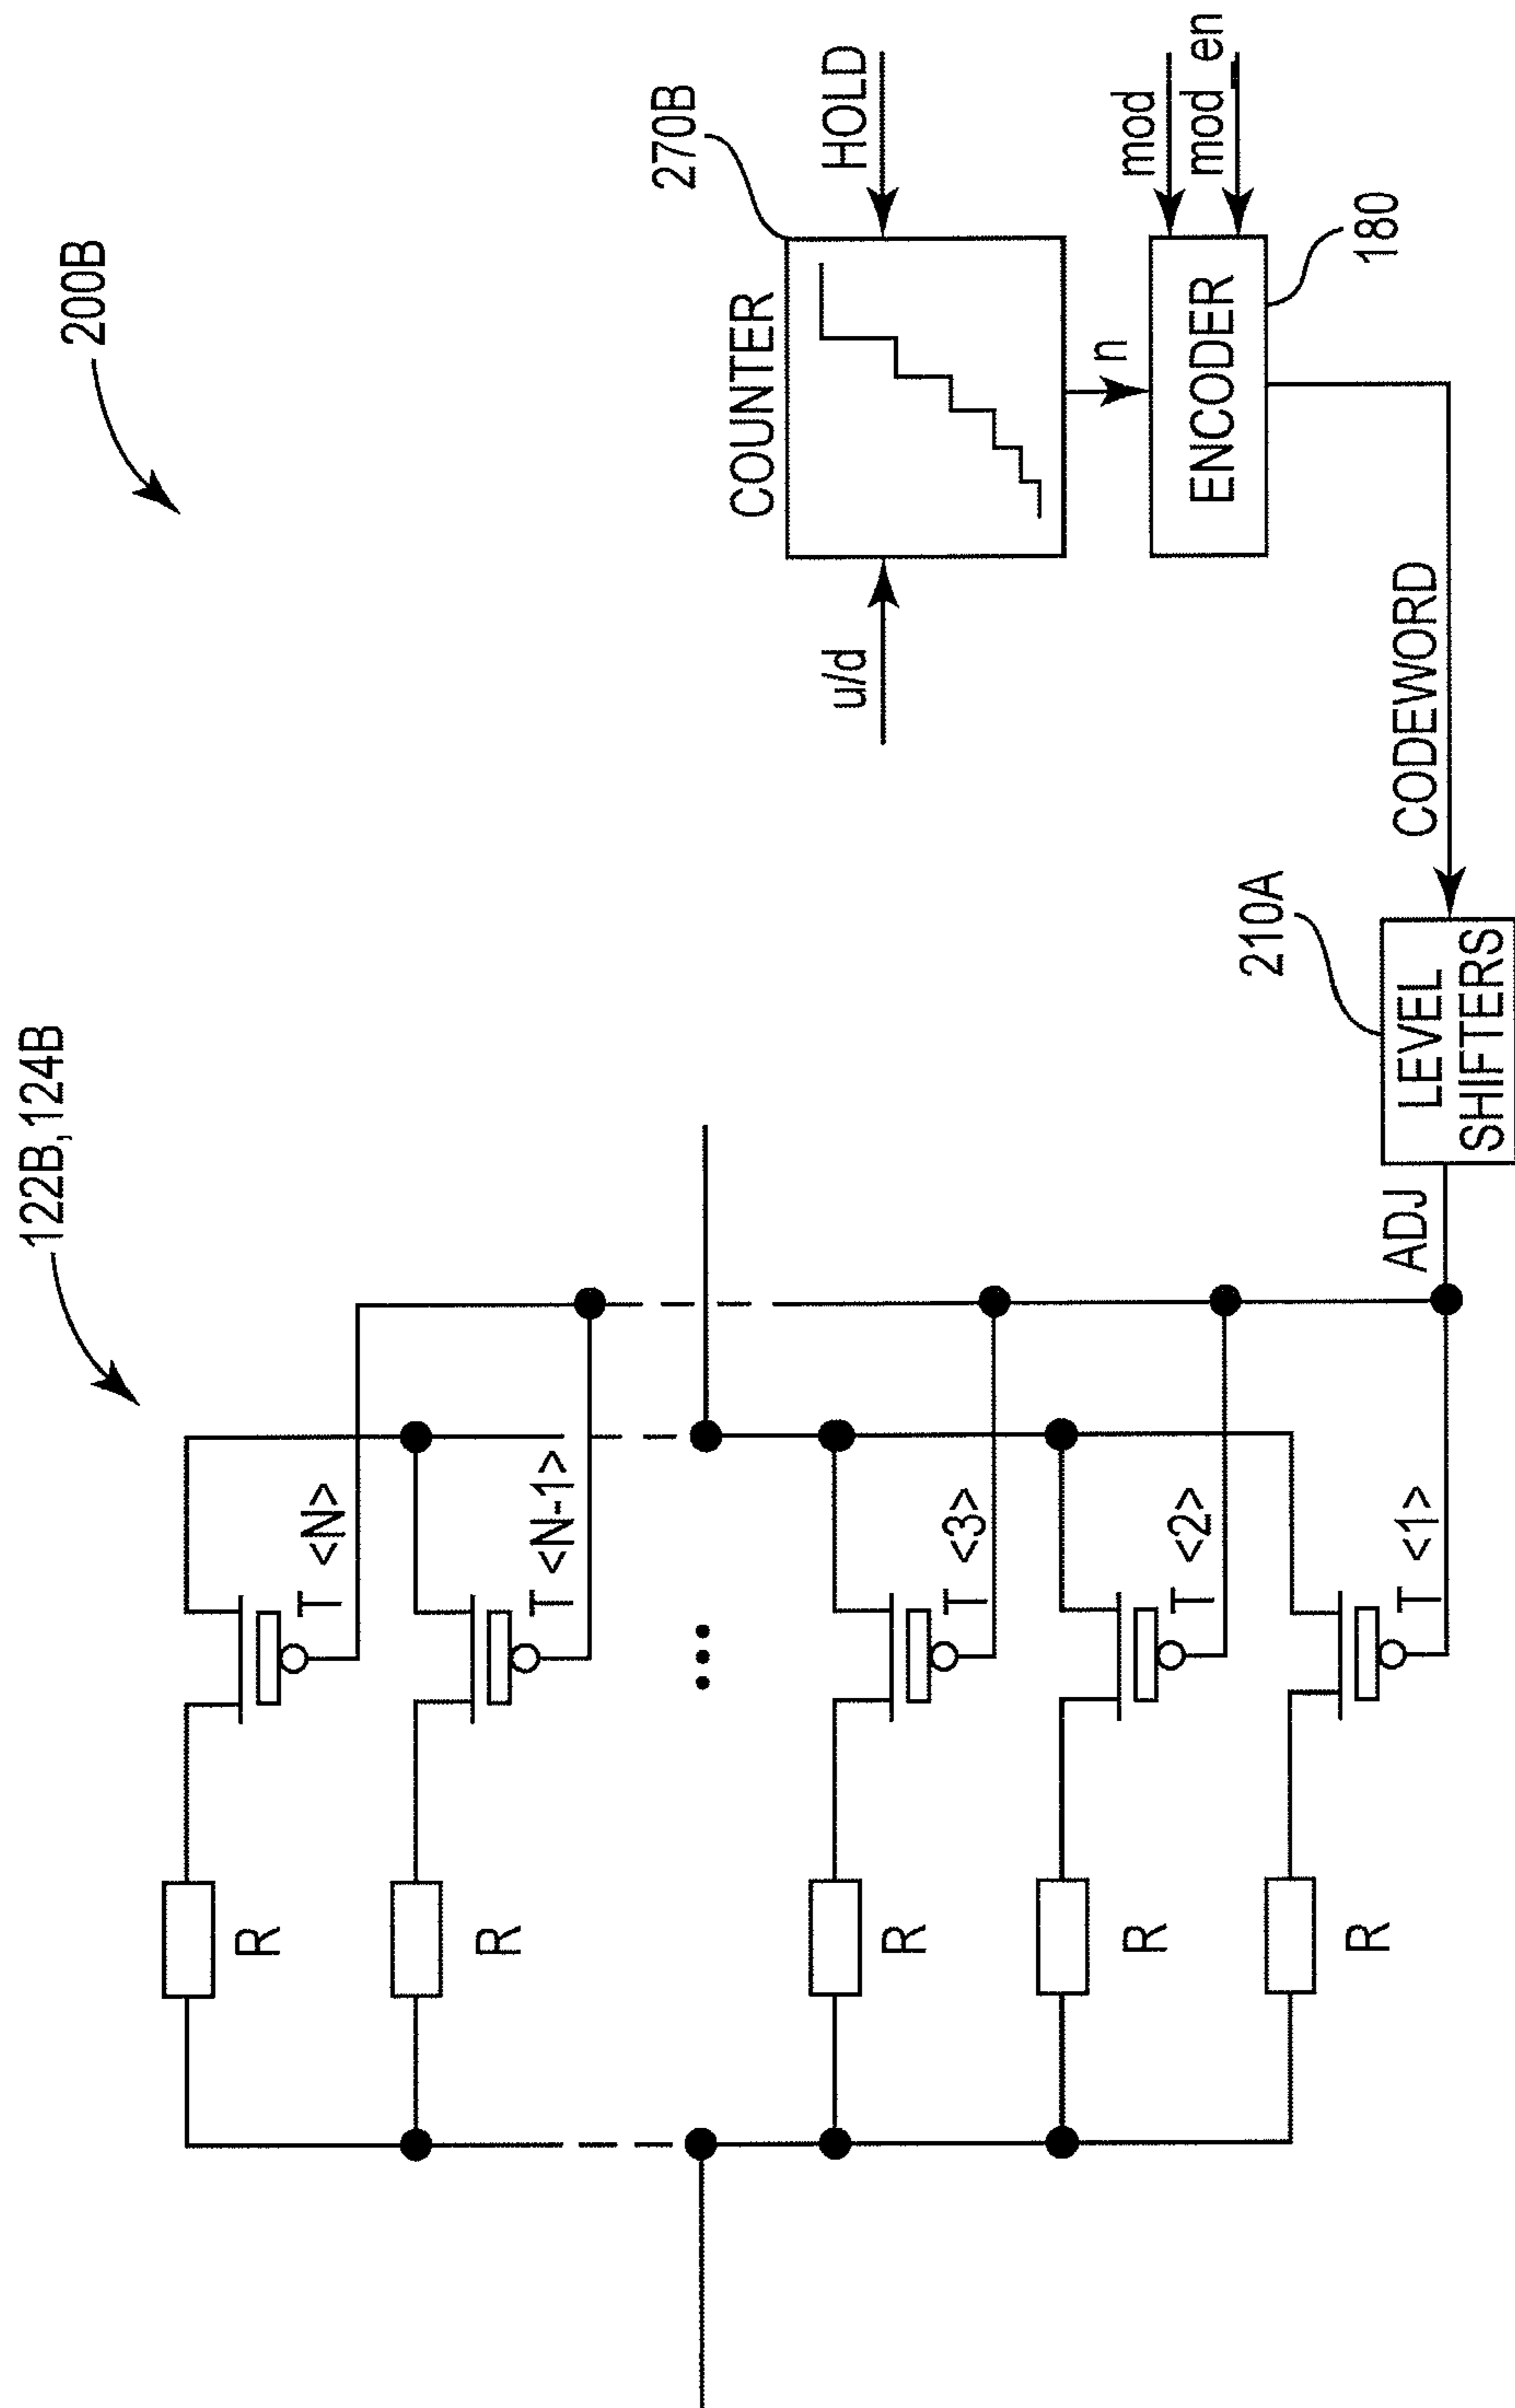 200B
122B,124B
COUNTER
270B
u/d
HOLD
n
ENCODER
mod
mod_en
180
CODEWORD
210A
LEVEL
SHIFTERS
ADJ
R
T <N>
R
T <N-1>
R
T <3>
R
T <2>
R
T <1>